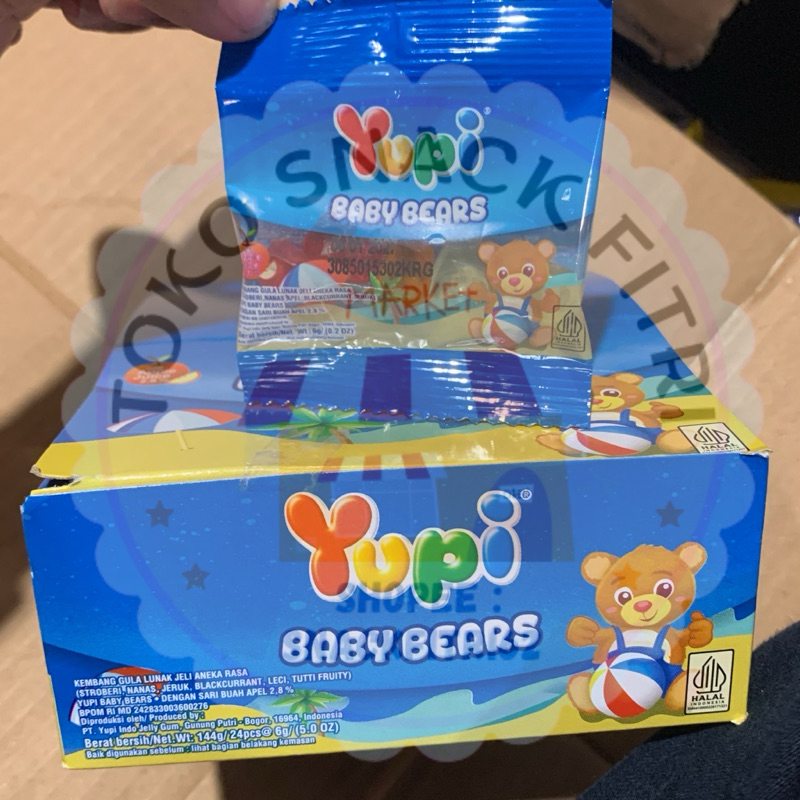 Yupi®
BABY BEARS
3085015302KRG
TOKO SNACK FITRI
MARKET
HALAL
INDONESIA
HALAL
Yupi®
SHOPEE :
BABY BEARS
KEMBANG GULA LUNAK JELI ANEKA RASA
(STROBERI, NANAS, JERUK, BLACKCURRANT, LECI, TUTTI FRUITY)
YUPI BABY BEARS - DENGAN SARI BUAH APEL 2,8 %
BPOM RI MD 242833003600276
Diproduksi oleh/ Produced by :
PT. Yupi Indo Jelly Gum, Gunung Putri - Bogor, 16964, Indonesia
Berat bersih/Net.Wt: 144g/ 24pcs@ 6g/ (5.0 OZ)
Baik digunakan sebelum : lihat bagian belakang kemasan
HALAL
INDONESIA